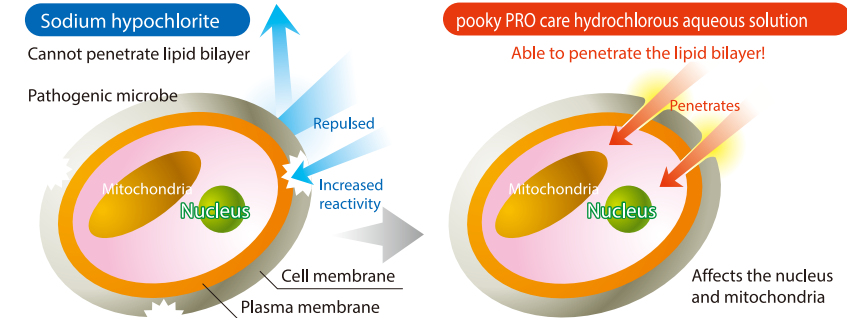 Sodium hypochlorite
Cannot penetrate lipid bilayer
Pathogenic microbe
Repulsed
Increased
reactivity
Mitochondria
Nucleus
Cell membrane
Plasma membrane
pooky PRO care hydrochlorous aqueous solution
Able to penetrate the lipid bilayer!
Penetrates
Mitochondria
Nucleus
Affects the nucleus
and mitochondria